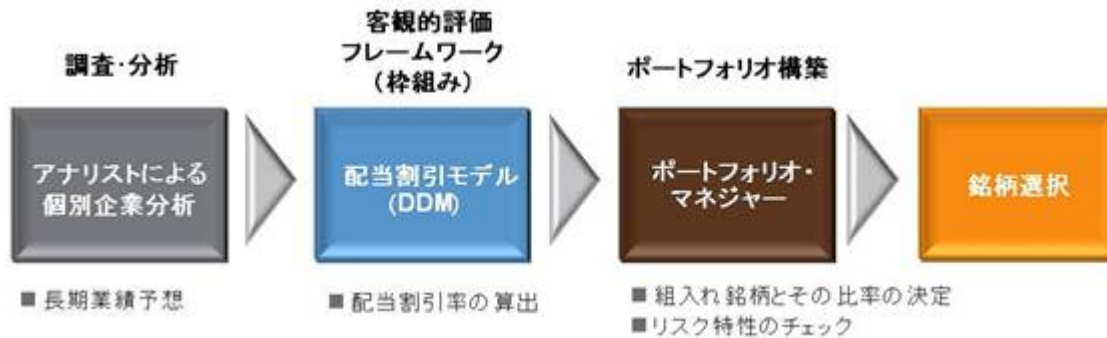 調査・分析
客観的評価
フレームワーク
（枠組み）
ポートフォリオ構築
アナリストによる
個別企業分析
配当割引モデル
(DDM)
ポートフォリオ・
マネジャー
銘柄選択
■ 長期業績予想
■ 配当割引率の算出
■ 組入れ銘柄とその比率の決定
■ リスク特性のチェック